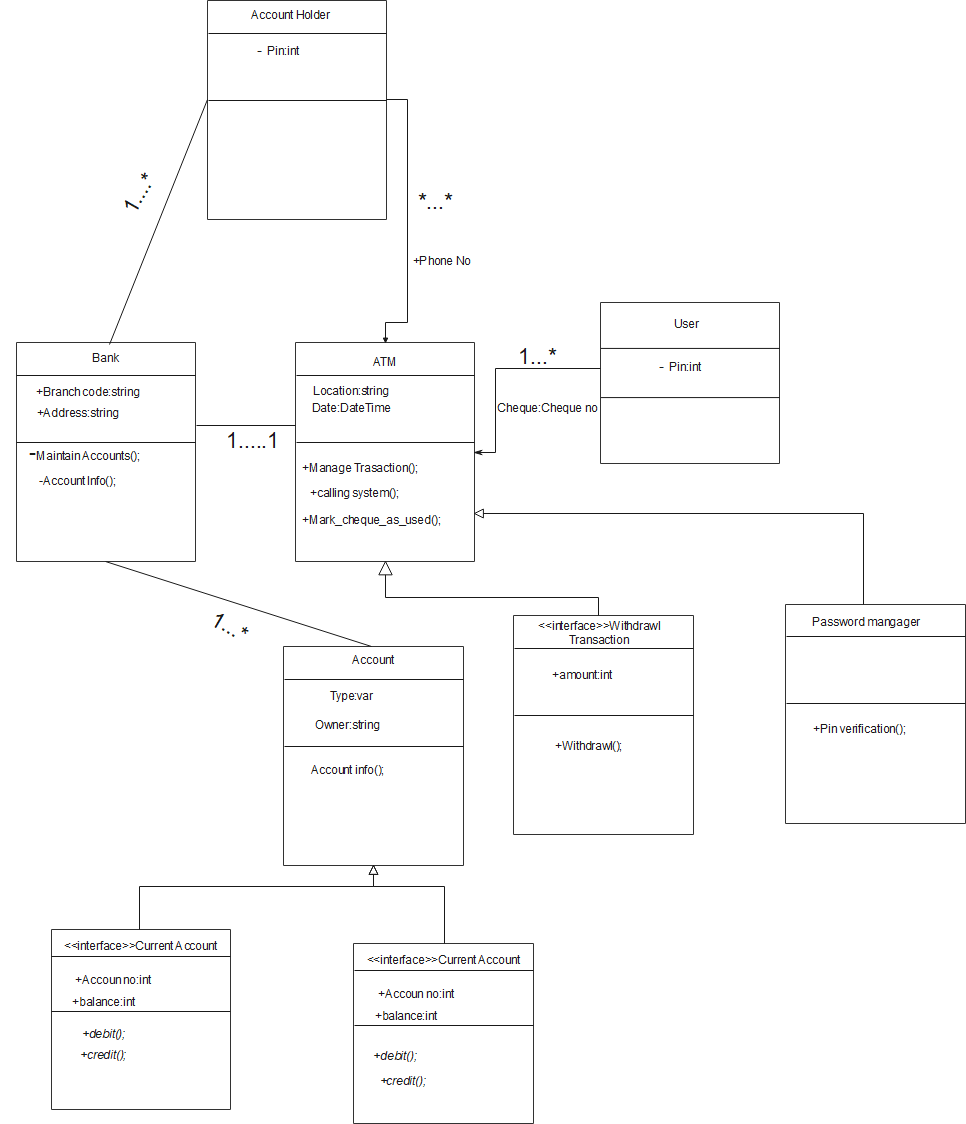 Account Holder
- Pin:int
1....*
*...*
+Phone No
User
- Pin:int
1...*
Cheque:Cheque no
Bank
+Branch code:string
+Address:string
-Maintain Accounts();
-Account Info();
1.....1
ATM
Location:string
Date:DateTime
+Manage Trasaction();
+calling system();
+Mark_cheque_as_used();
1... *
Account
Type:var
Owner:string
Account info();
<<interface>>Withdrawl
Transaction
+amount:int
+Withdrawl();
Password mangager
+Pin verification();
<<interface>>Current Account
+Accoun no:int
+balance:int
+debit();
+credit();
<<interface>>Current Account
+Accoun no:int
+balance:int
+debit();
+credit();